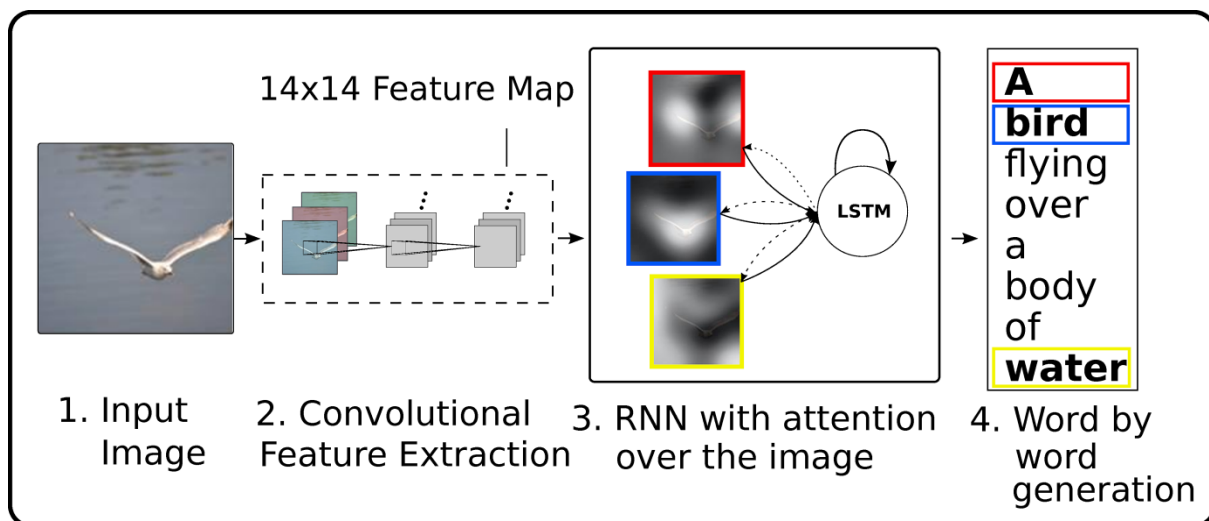 14x14 Feature Map
LSTM
A
bird
flying
over
a
body
of
water
1. Input
Image
2. Convolutional
Feature Extraction
3. RNN with attention
over the image
4. Word by
word
generation